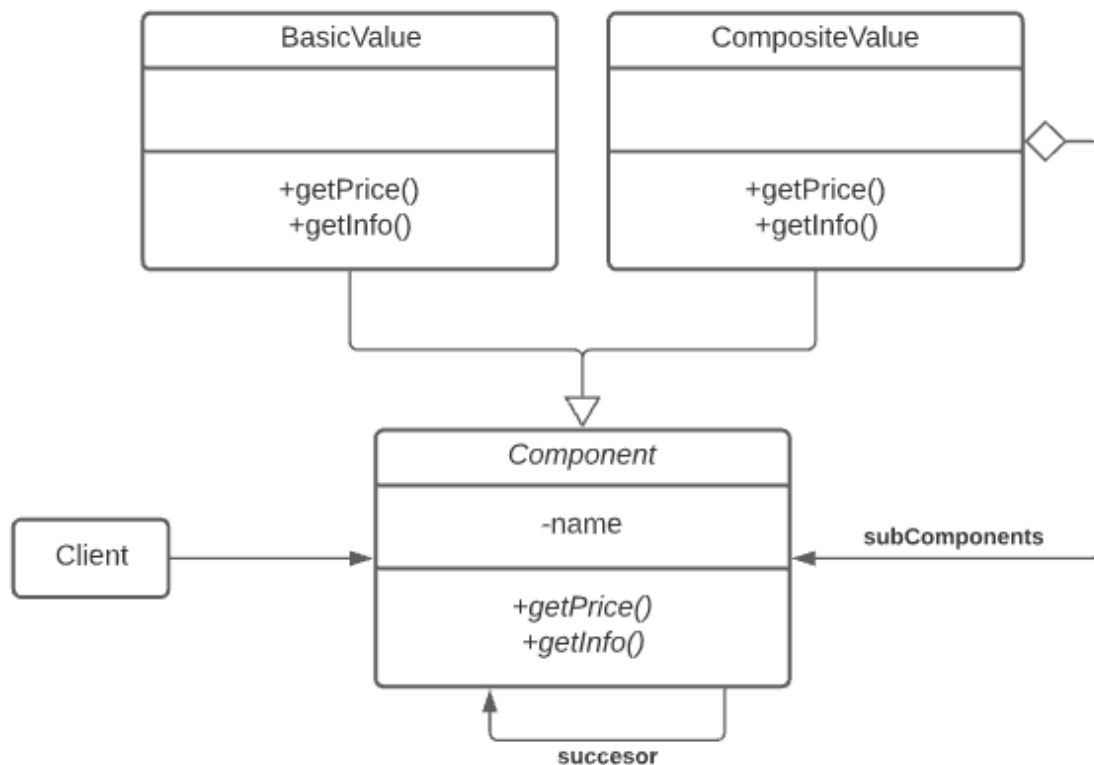 BasicValue
+getPrice()
+getInfo()
CompositeValue
+getPrice()
+getInfo()
Component
-name
+getPrice()
+getInfo()
Client
subComponents
succesor